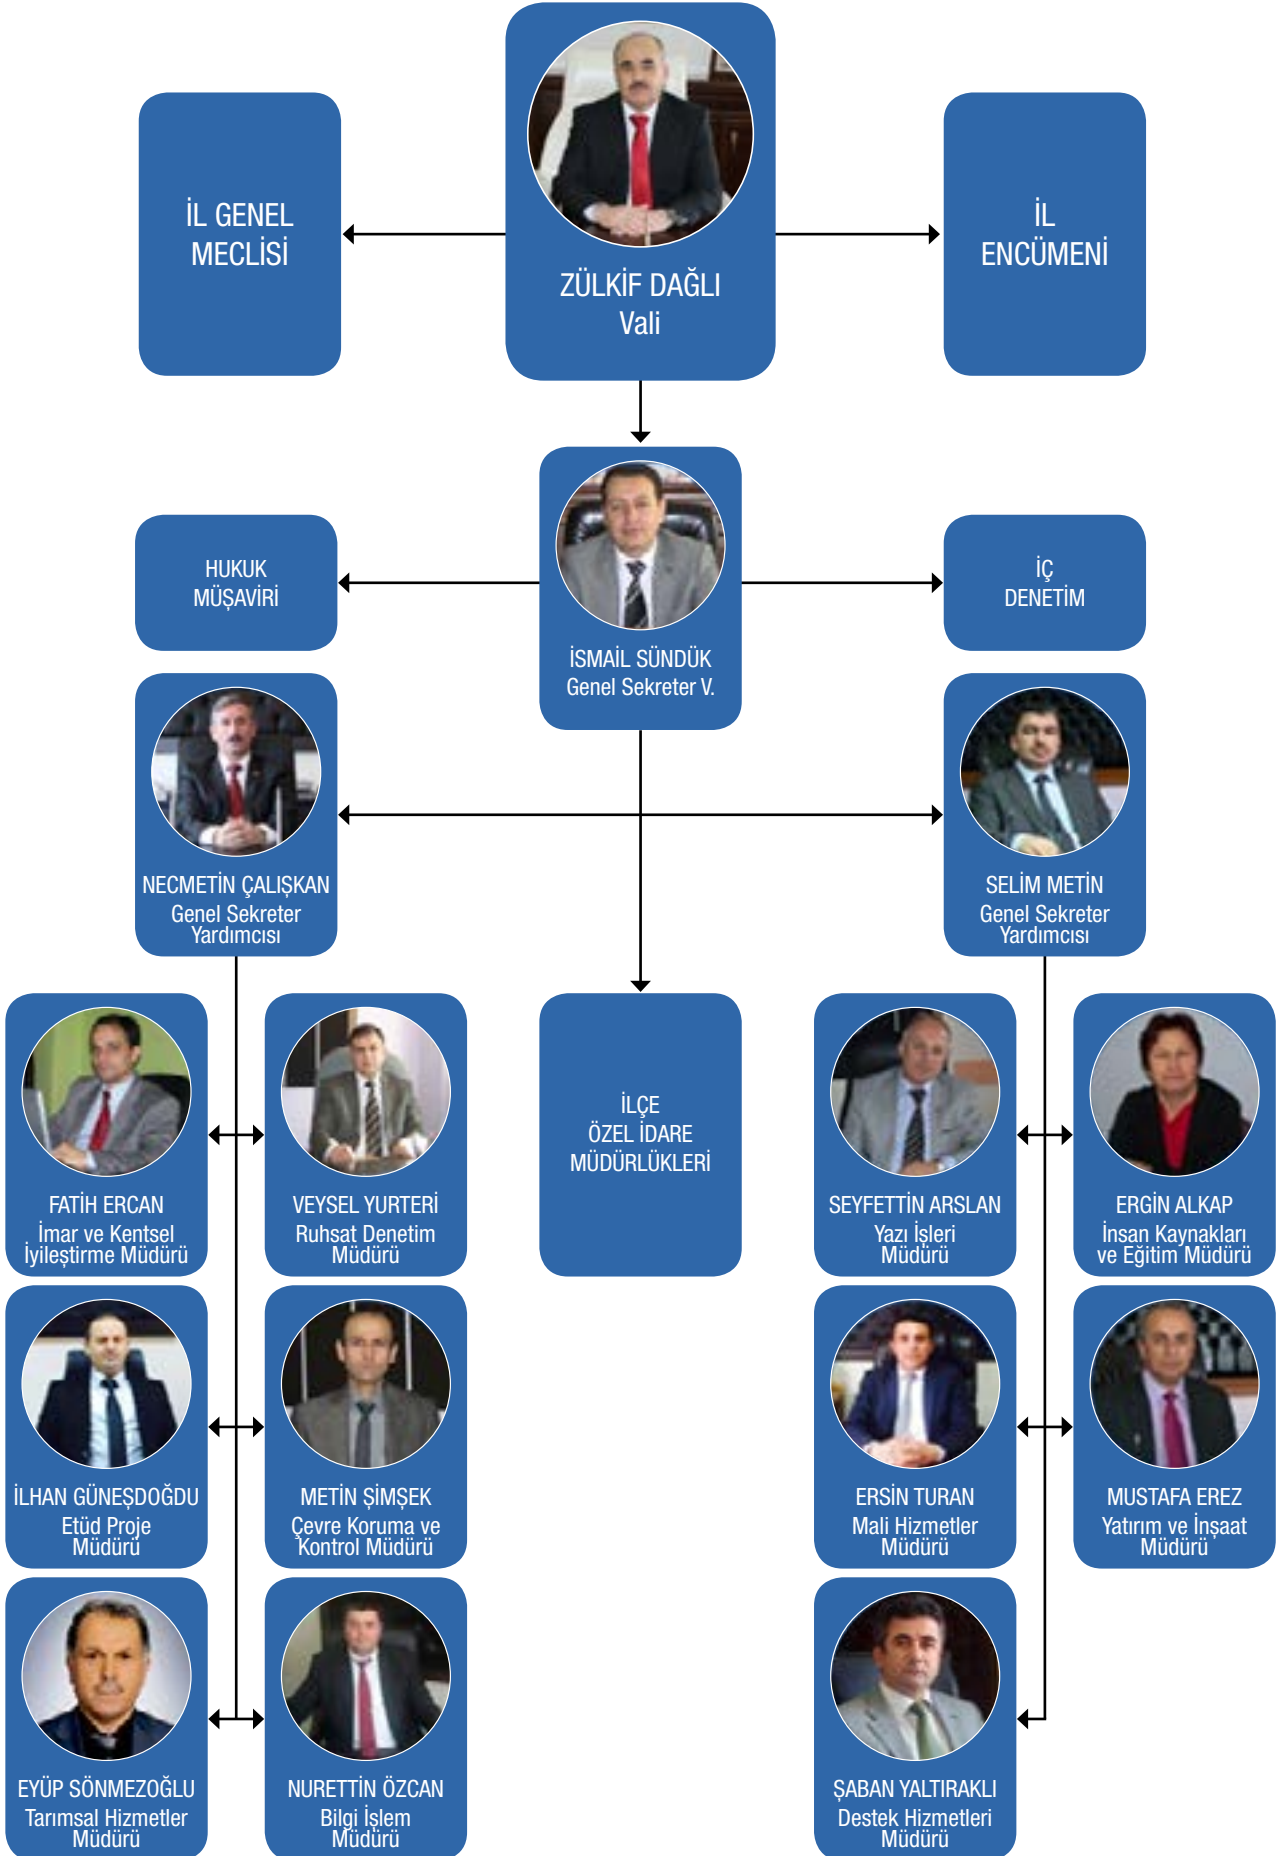 İL GENEL
MECLİSİ
ZÜLKİF DAĞLI
Vali
İL
ENCÜMENİ
HUKUK
MÜŞAVİRİ
İSMAİL SÜNDÜK
Genel Sekreter V.
İÇ
DENETİM
NECMETİN ÇALIŞKAN
Genel Sekreter
Yardımcısı
SELİM METİN
Genel Sekreter
Yardımcısı
FATİH ERCAN
İmar ve Kentsel
İyileştirme Müdürü
VEYSEL YURTERİ
Ruhsat Denetim
Müdürü
İLÇE
ÖZEL İDARE
MÜDÜRLÜKLERİ
SEYFETTİN ARSLAN
Yazı İşleri
Müdürü
ERGİN ALKAP
İnsan Kaynakları
ve Eğitim Müdürü
İLHAN GÜNEŞDOĞDU
Etüd Proje
Müdürü
METİN ŞİMŞEK
Çevre Koruma ve
Kontrol Müdürü
ERSİN TURAN
Mali Hizmetler
Müdürü
MUSTAFA EREZ
Yatırım ve İnşaat
Müdürü
EYÜP SÖNMEZOĞLU
Tarımsal Hizmetler
Müdürü
NURETTİN ÖZCAN
Bilgi İşlem
Müdürü
ŞABAN YALTIRAKLI
Destek Hizmetleri
Müdürü